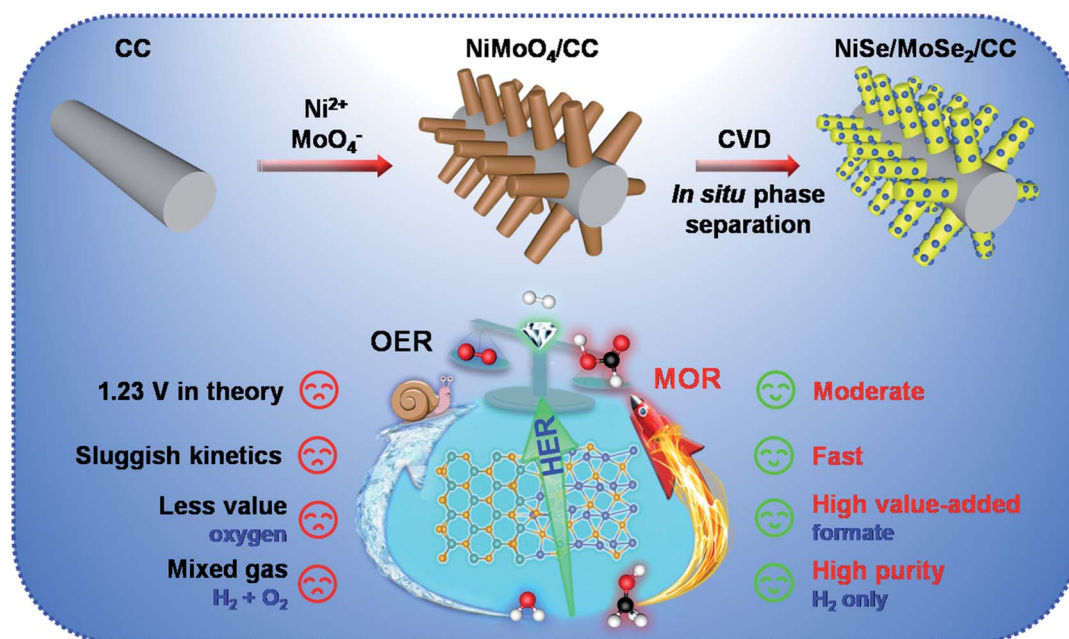 CC
NiMoO₄/CC
NiSe/MoSe₂/CC
Ni²⁺
MoO₄⁻
CVD
In situ phase
separation
OER
MOR
HER
1.23 V in theory
Moderate
Sluggish kinetics
Fast
Less value
oxygen
High value-added
formate
Mixed gas
H₂ + O₂
High purity
H₂ only